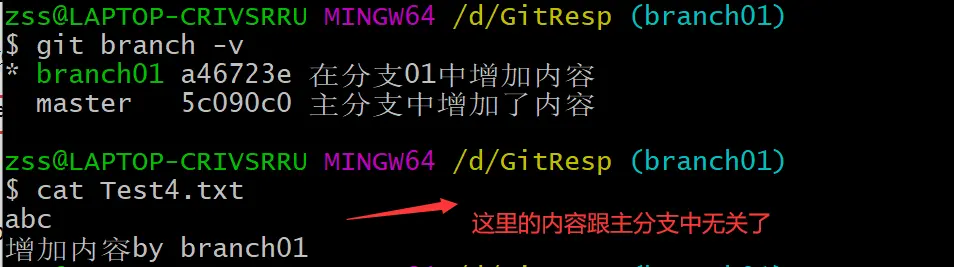 zss@LAPTOP-CRIVSRRU MINGW64 /d/GitResp (branch01)
$ git branch -v
* branch01 a46723e 在分支01中增加内容
  master   5c090c0 主分支中增加了内容
zss@LAPTOP-CRIVSRRU MINGW64 /d/GitResp (branch01)
$ cat Test4.txt
abc
这里的内容跟主分支中无关了
增加内容by branch01